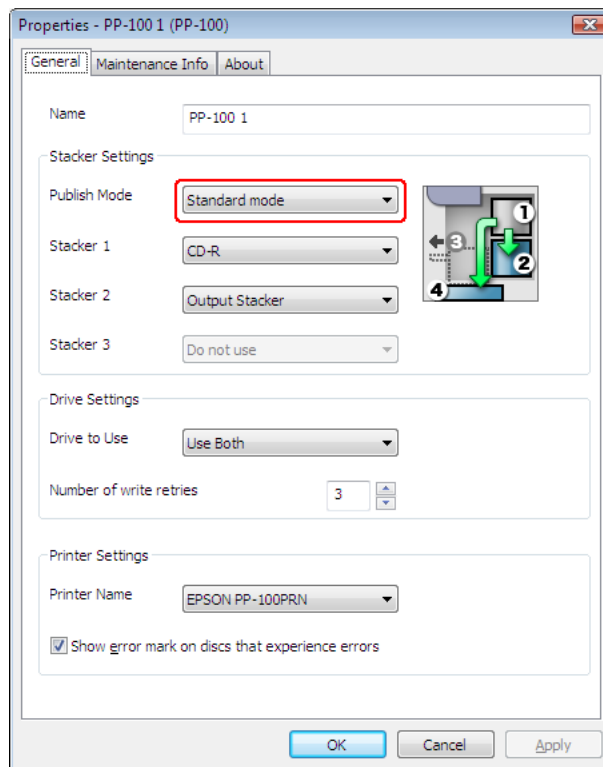 Properties - PP-100 1 (PP-100)
General Maintenance Info About
Name PP-100 1
Stacker Settings
Publish Mode Standard mode
Stacker 1 CD-R
Stacker 2 Output Stacker
Stacker 3 Do not use
1
3
2
4
Drive Settings
Drive to Use Use Both
Number of write retries 3
Printer Settings
Printer Name EPSON PP-100PRN
Show error mark on discs that experience errors
OK Cancel Apply